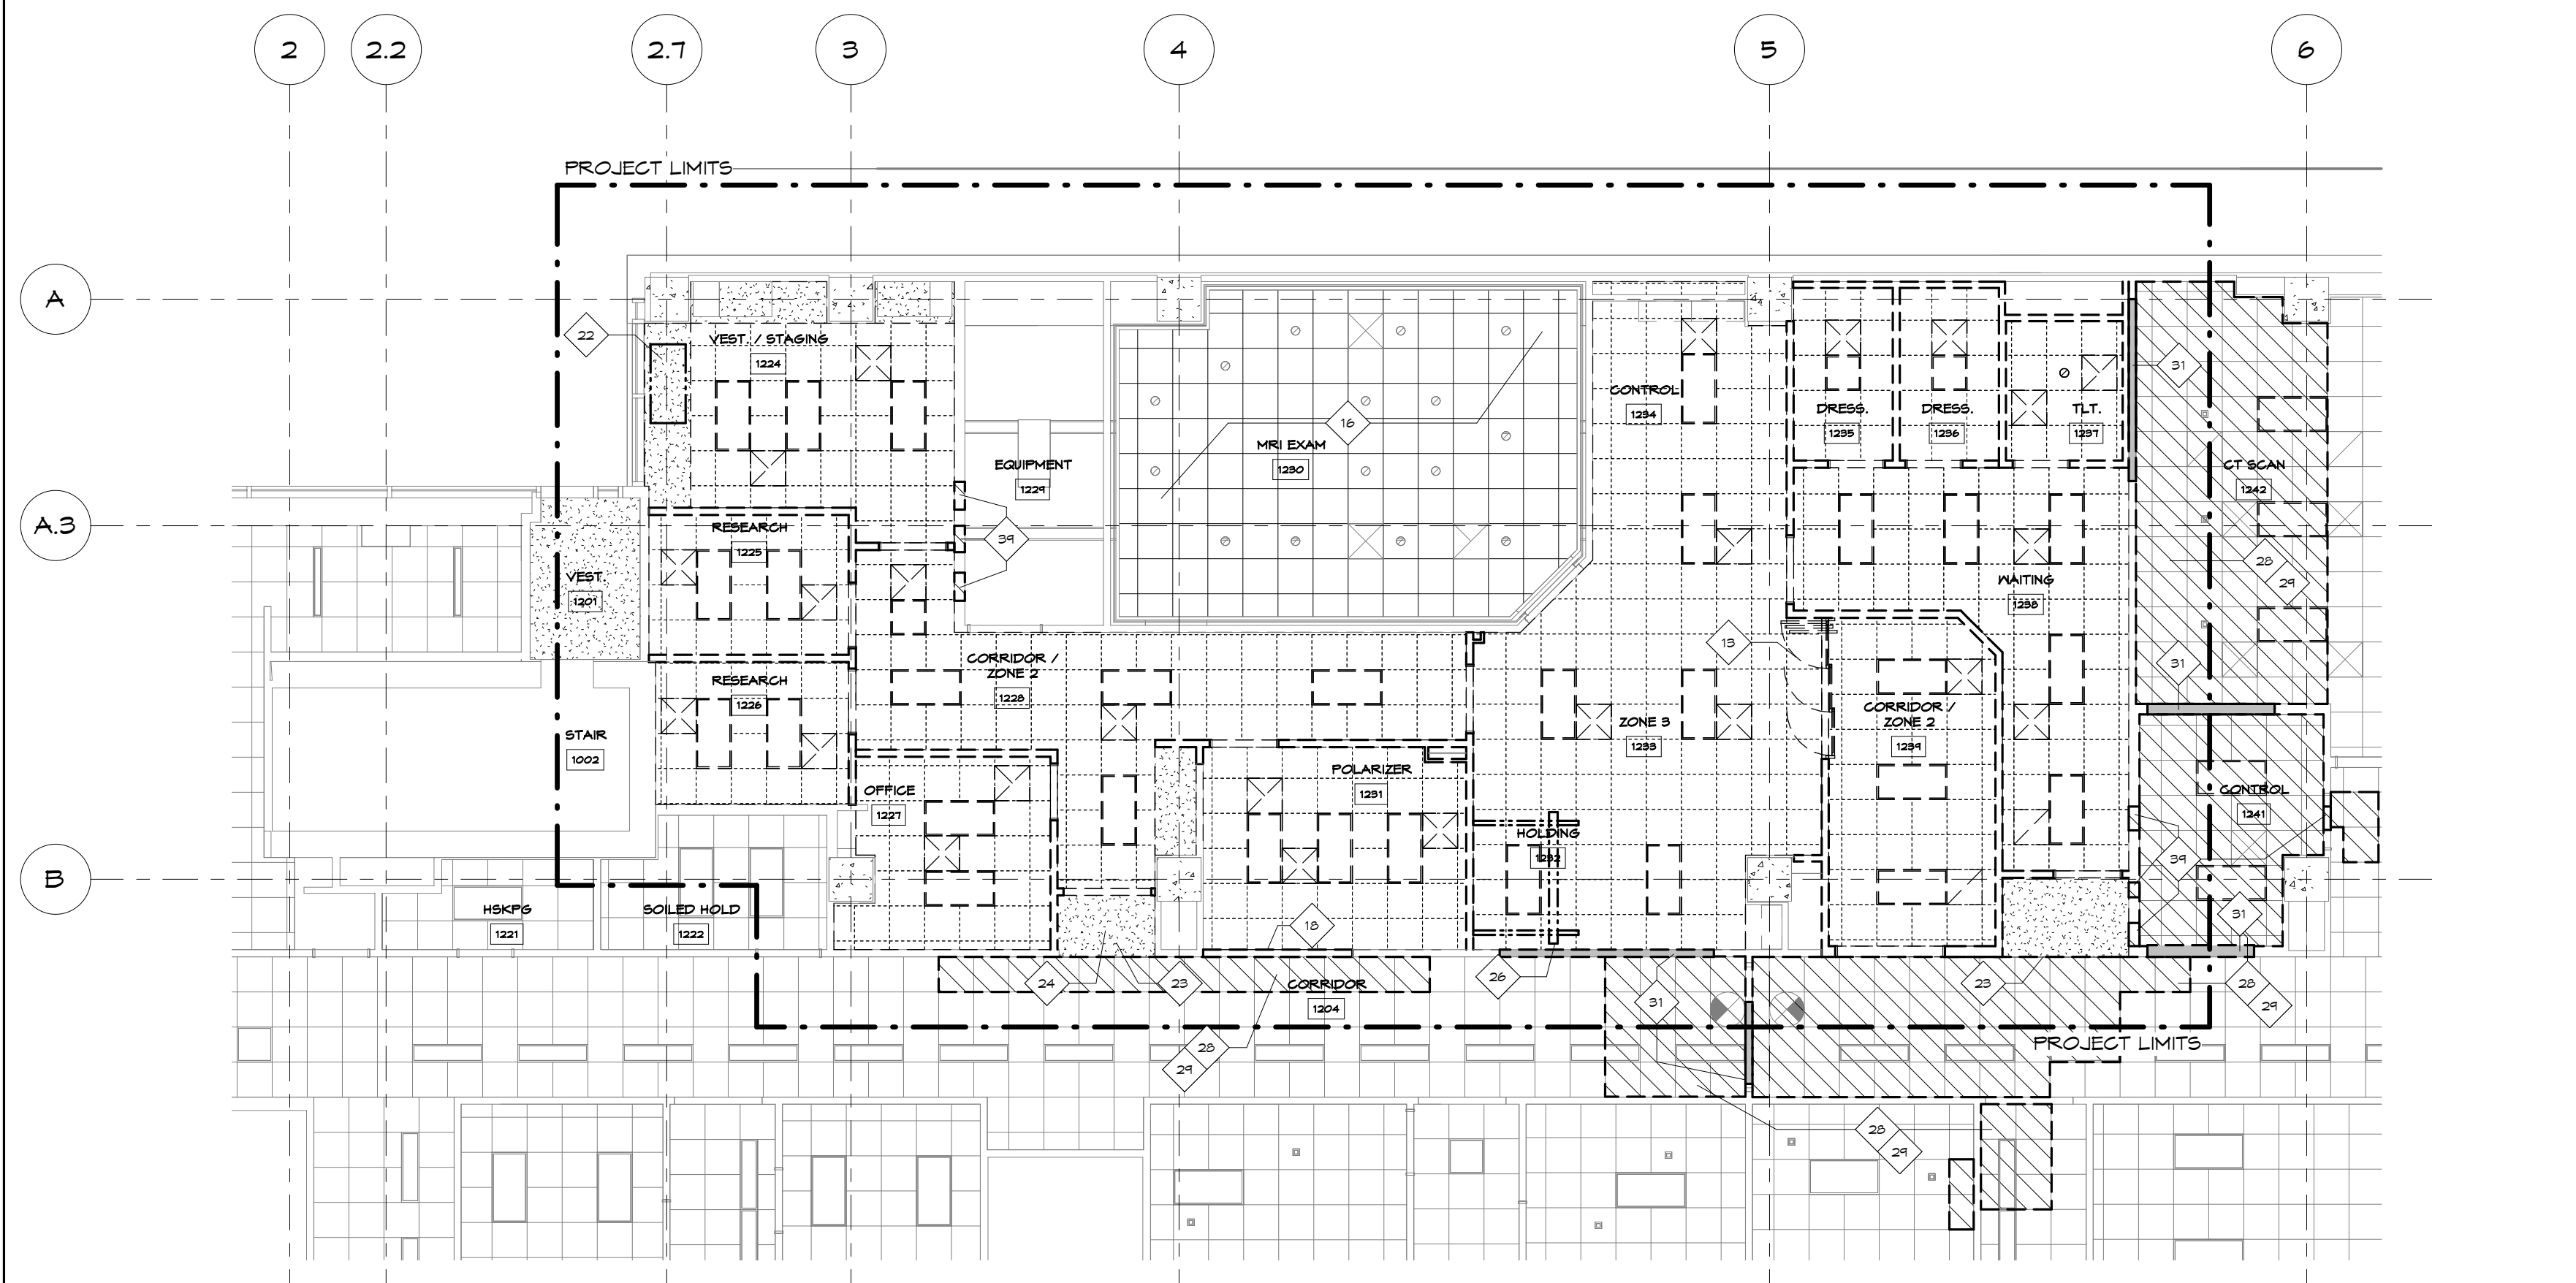 2
2.2
2.7
3
4
5
6
PROJECT LIMITS
A
22
VEST. / STAGING
1224
31
CONTROL
1234
DRESS.
1235
DRESS.
1236
TLT.
1237
16
MRI EXAM
1230
EQUIPMENT
1229
CT SCAN
1242
A.3
RESEARCH
1225
39
28
29
VEST.
1201
WAITING
1238
13
CORRIDOR /
ZONE 2
1228
31
RESEARCH
1226
ZONE 3
1233
CORRIDOR /
ZONE 2
1239
STAIR
1002
POLARIZER
1231
OFFICE
1227
CONTROL
1241
HOLDING
1232
39
B
HSKPG
1221
SOILED HOLD
1222
18
31
24
23
CORRIDOR
1204
26
31
23
28
29
28
29
PROJECT LIMITS
28
29